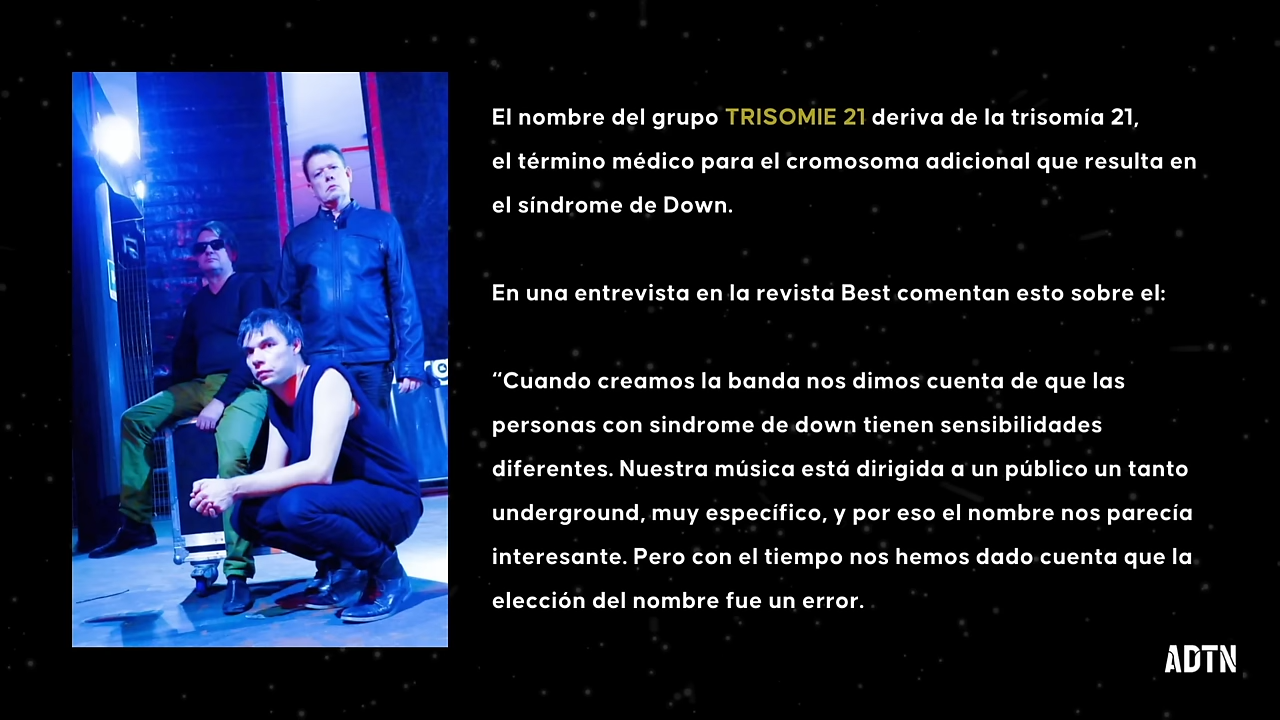 El nombre del grupo TRISOMIE 21 deriva de la trisomía 21,
el término médico para el cromosoma adicional que resulta en
el síndrome de Down.
En una entrevista en la revista Best comentan esto sobre el:
“Cuando creamos la banda nos dimos cuenta de que las
personas con sindrome de down tienen sensibilidades
diferentes. Nuestra música está dirigida a un público un tanto
underground, muy específico, y por eso el nombre nos parecía
interesante. Pero con el tiempo nos hemos dado cuenta que la
elección del nombre fue un error.
ADTN